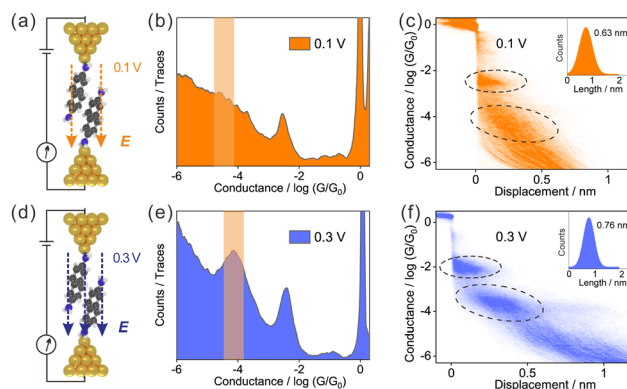 (a)
0.1 V
E
(b)
0.1 V
Counts / Traces
-6 -4 -2 0
Conductance / log (G/G₀)
(c)
0.1 V
0.63 nm
Counts
0 1 2
Length / nm
Conductance / log (G/G₀)
0
-2
-4
-6
0 0.5 1
Displacement / nm
(d)
0.3 V
E
(e)
0.3 V
Counts / Traces
-6 -4 -2 0
Conductance / log (G/G₀)
(f)
0.3 V
0.76 nm
Counts
0 1 2
Length / nm
Conductance / log (G/G₀)
0
-2
-4
-6
0 0.5 1
Displacement / nm